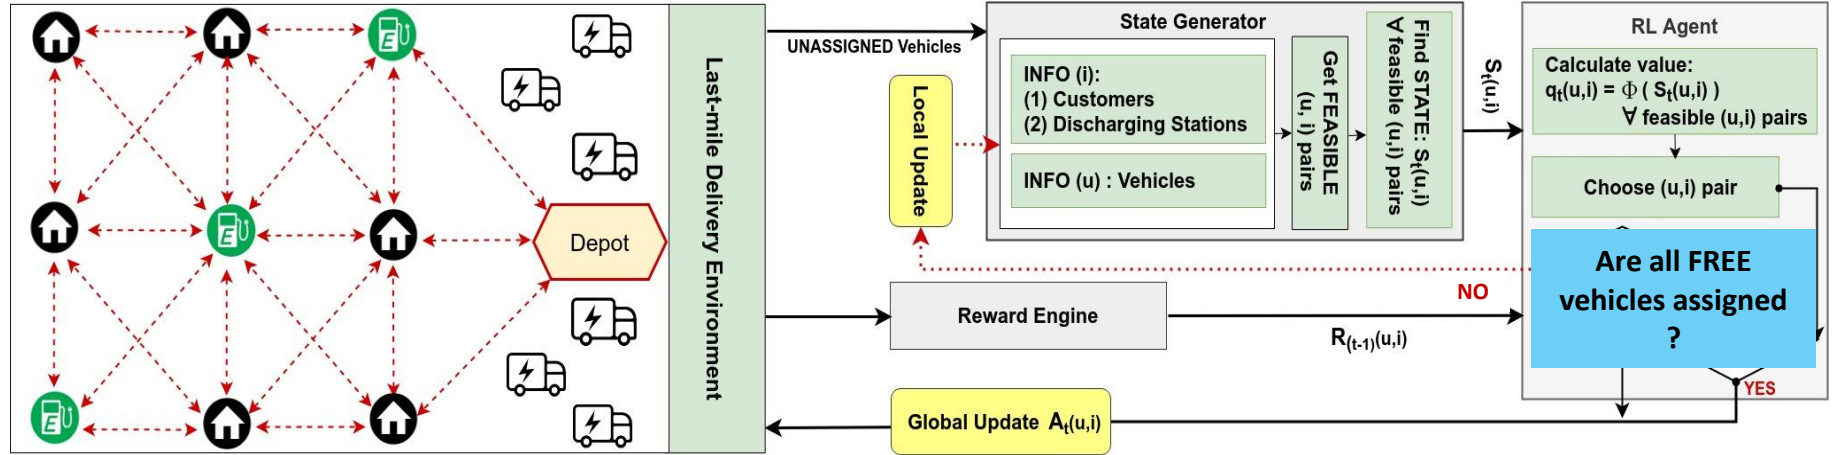 Depot
Last-mile Delivery Environment
UNASSIGNED Vehicles
Local Update
State Generator
INFO (i):
(1) Customers
(2) Discharging Stations
INFO (u) : Vehicles
Get FEASIBLE
(u, i) pairs
Find STATE: Sₜ(u,i)
∀ feasible (u,i) pairs
Sₜ(u,i)
RL Agent
Calculate value:
qₜ(u,i) = Φ ( Sₜ(u,i) )
∀ feasible (u,i) pairs
Choose (u,i) pair
Are all FREE
vehicles assigned
?
NO
YES
Reward Engine
R₍ₜ₋₁₎(u,i)
Global Update Aₜ(u,i)
E
E
E